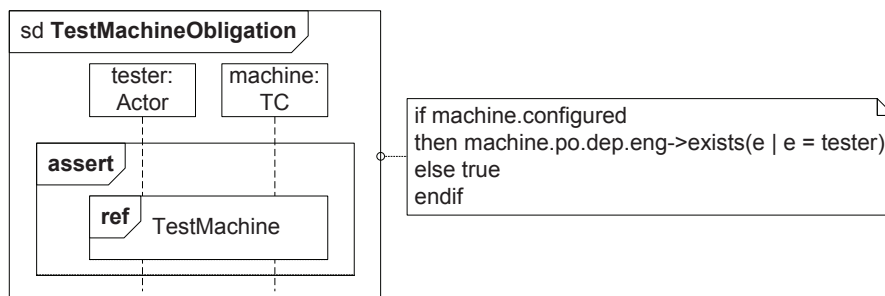 sd TestMachineObligation
tester:
Actor
machine:
TC
assert
ref
TestMachine
if machine.configured
then machine.po.dep.eng->exists(e | e = tester)
else true
endif